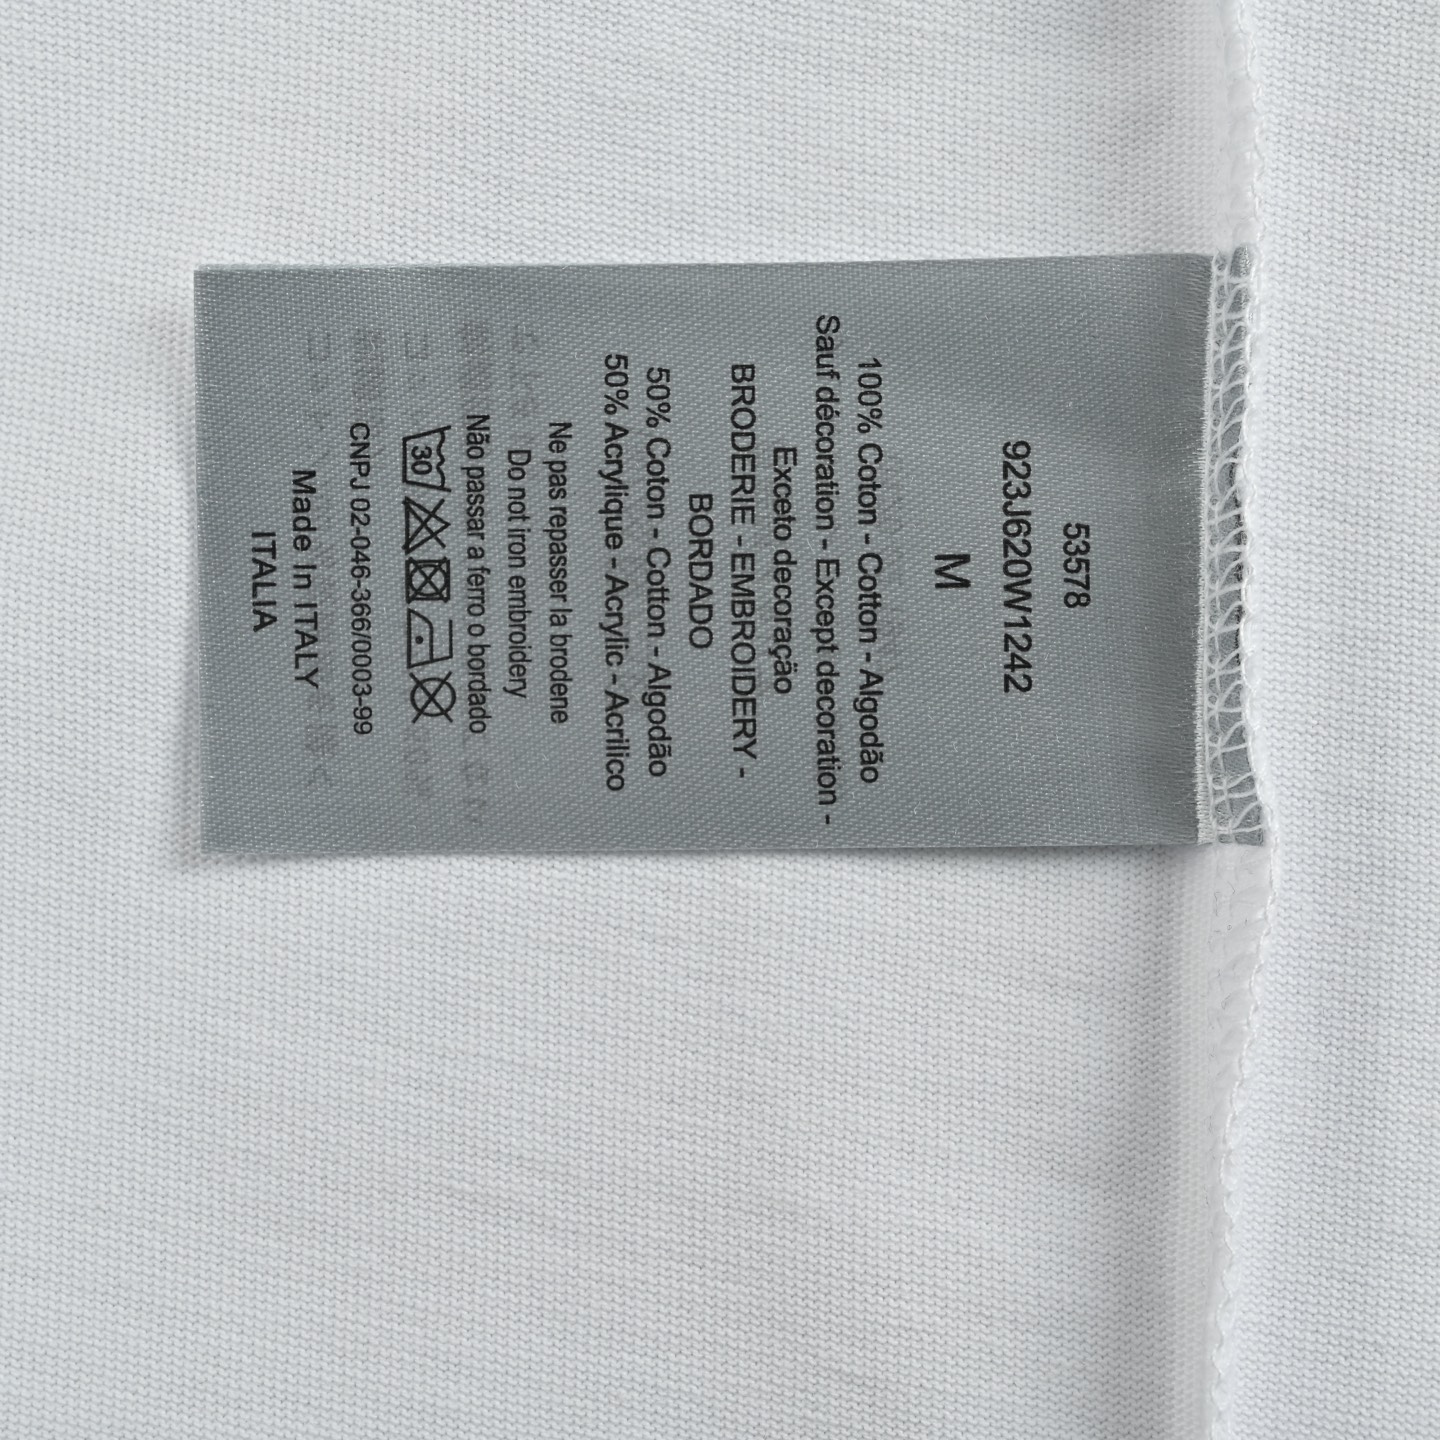 53578
923J620W1242
M
100% Coton - Cotton - Algodão
Sauf décoration - Except decoration -
Exceto decoração
BRODERIE - EMBROIDERY -
BORDADO
50% Coton - Cotton - Algodão
50% Acrylique - Acrylic - Acrilico
Ne pas repasser la brodene
Do not iron embroidery
Não passar a ferro o bordado
30
CNPJ 02-046-366/0003-99
Made In ITALY
ITALIA